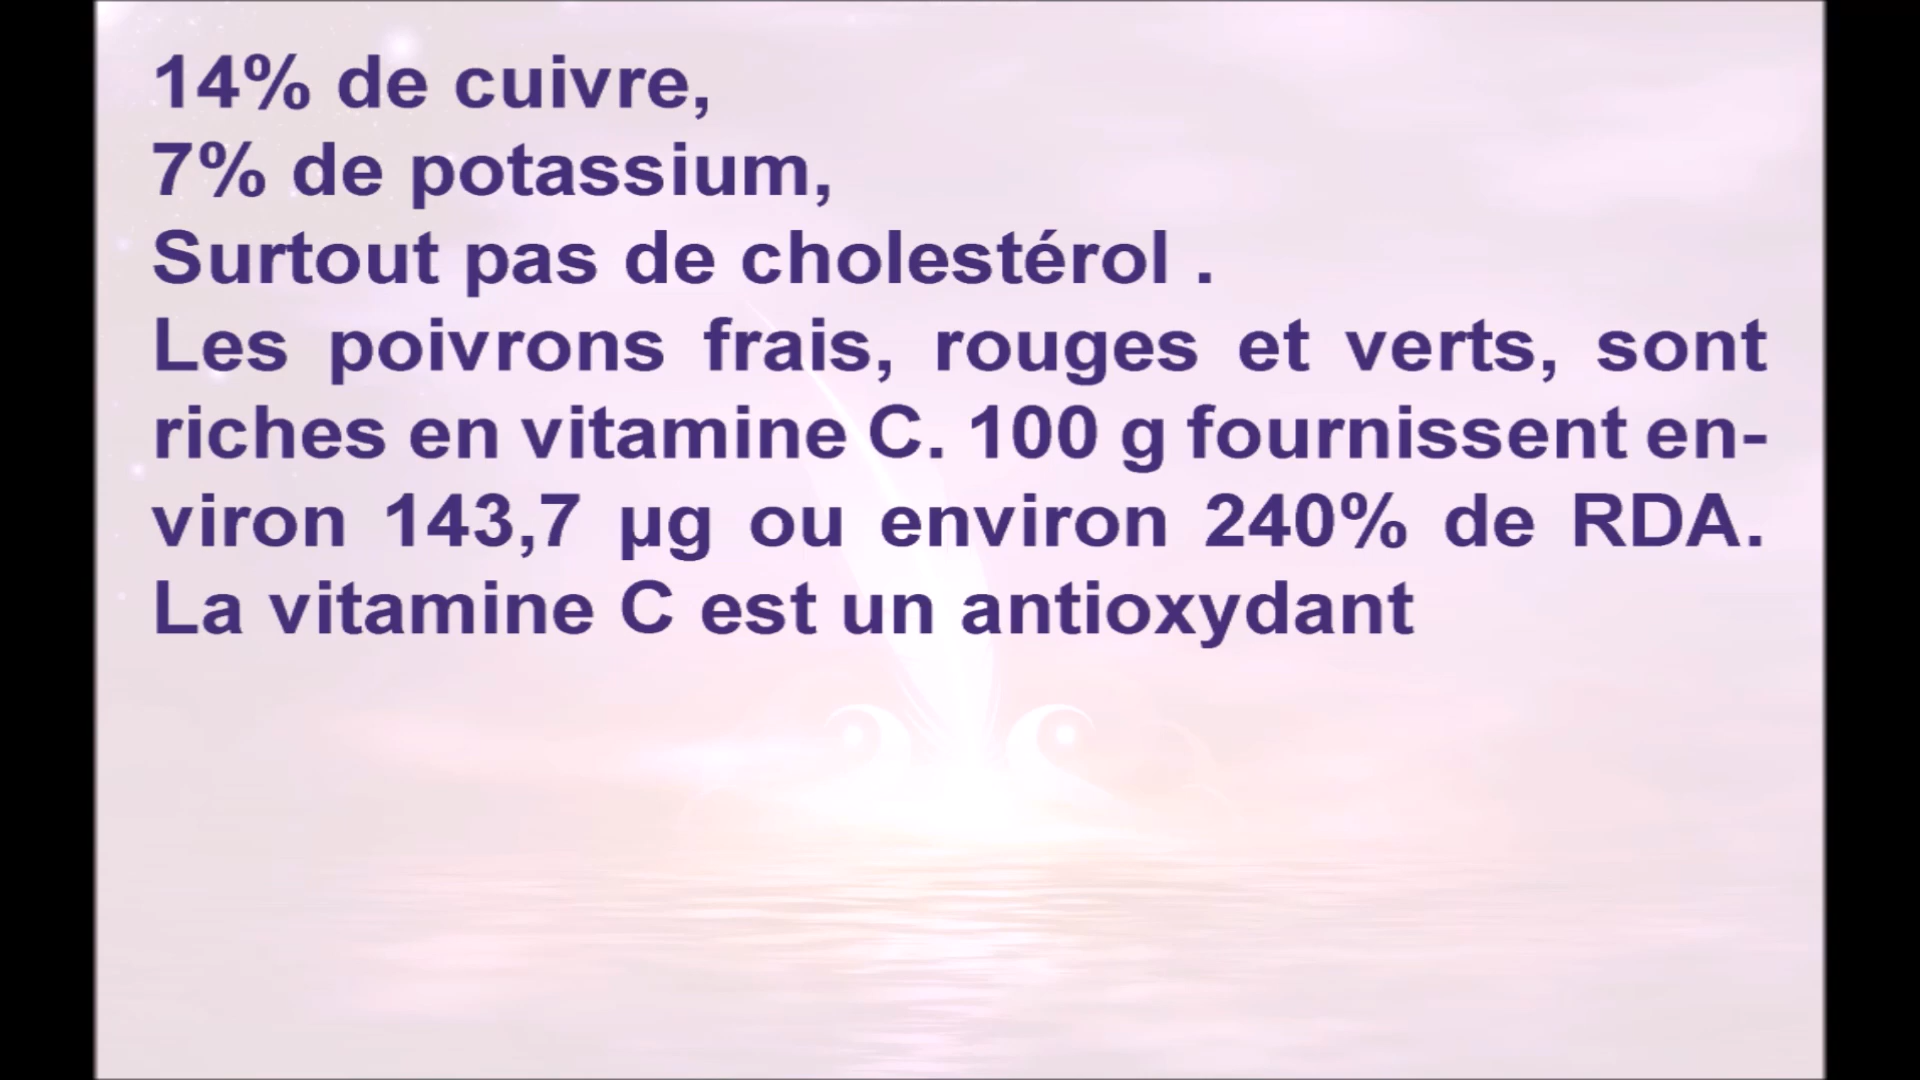 14% de cuivre,
7% de potassium,
Surtout pas de cholestérol .
Les poivrons frais, rouges et verts, sont
riches en vitamine C. 100 g fournissent en-
viron 143,7 µg ou environ 240% de RDA.
La vitamine C est un antioxydant